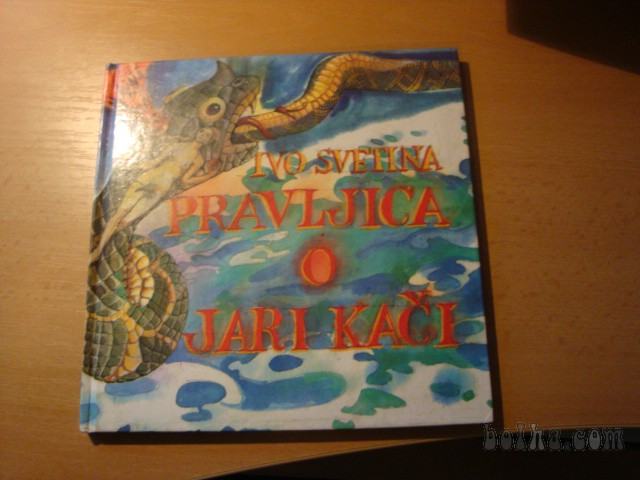 IVO SVETINA
PRAVLJICA
O
JARI KAČI
bolha.com